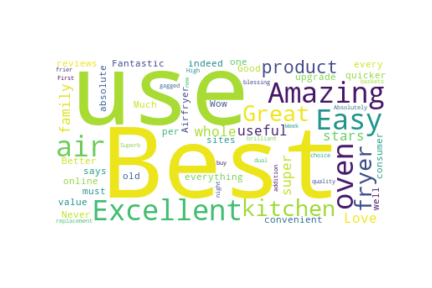 reviews Fantastic indeed one Good every
frier High product upgrade quicker
First use Amazing
absolute gagged new Wow blessing sockets
family Much Airfryer Great Easy Absolutely
air per whole useful week stars
Superb sites brilliant
Better Best oven fryer consumer
says everything super dual choice well
online old buy quality
must night addition
value Excellent kitchen Love
Never convenient
replacement